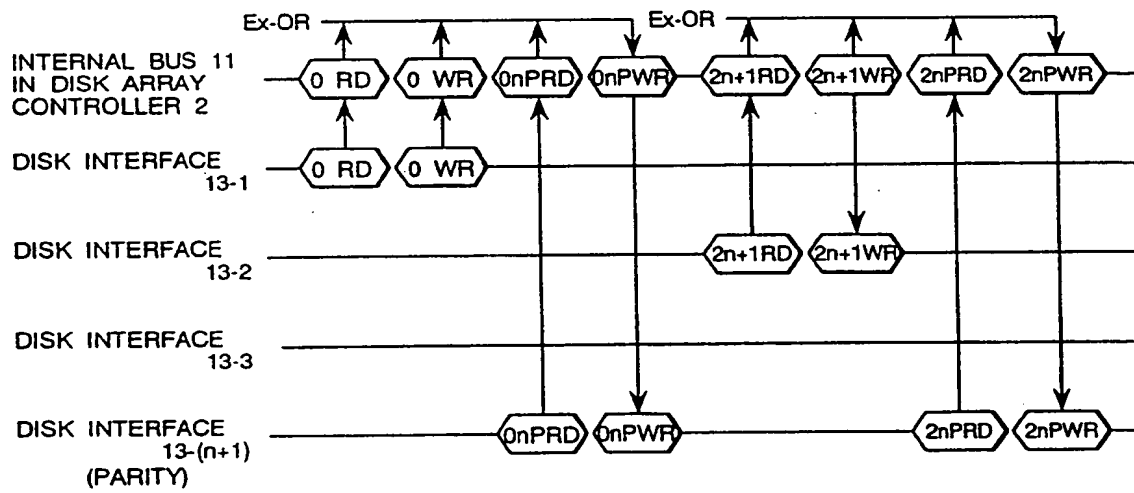 Ex-OR Ex-OR
INTERNAL BUS 11
IN DISK ARRAY
CONTROLLER 2
0 RD 0 WR 0nPRD 0nPWR 2n+1RD 2n+1WR 2nPRD 2nPWR
DISK INTERFACE
13-1
0 RD 0 WR
DISK INTERFACE
13-2
2n+1RD 2n+1WR
DISK INTERFACE
13-3
DISK INTERFACE
13-(n+1)
(PARITY)
0nPRD 0nPWR 2nPRD 2nPWR